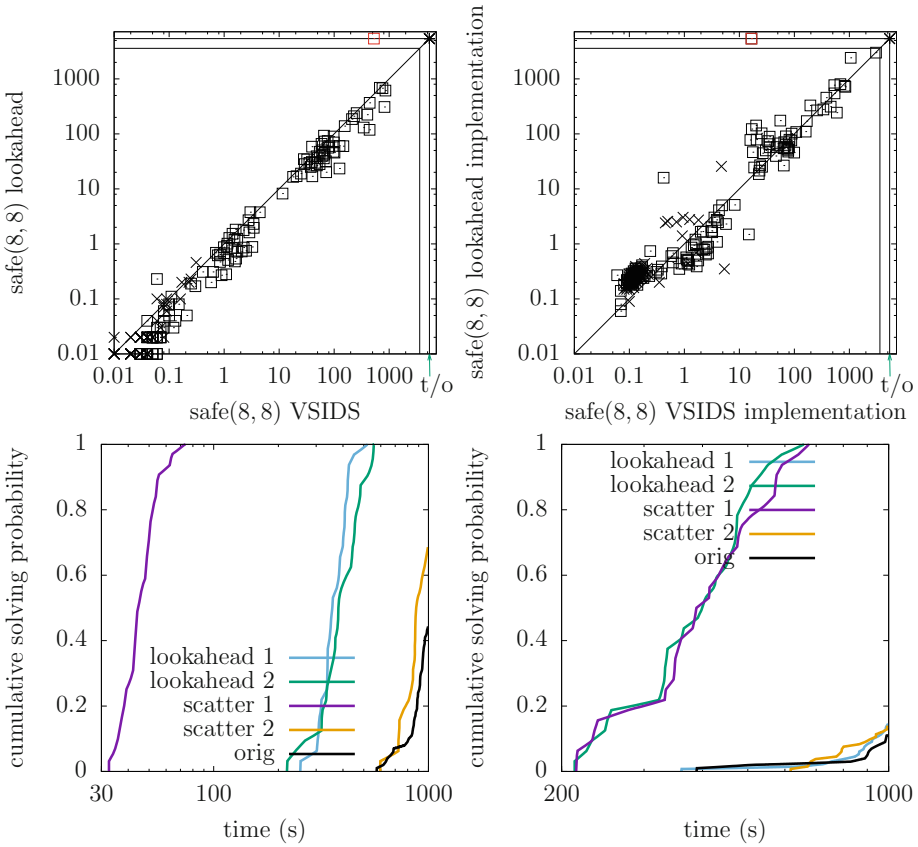 safe(8, 8) lookahead
1000
100
10
1
0.1
0.01
0.01
0.1
1
10
100
1000
t/o
safe(8, 8) VSIDS
safe(8, 8) lookahead implementation
1000
100
10
1
0.1
0.01
0.01
0.1
1
10
100
1000
t/o
safe(8, 8) VSIDS implementation
cumulative solving probability
1
0.8
0.6
0.4
0.2
0
lookahead 1
lookahead 2
scatter 1
scatter 2
orig
30
100
1000
time (s)
cumulative solving probability
1
0.8
0.6
0.4
0.2
0
lookahead 1
lookahead 2
scatter 1
scatter 2
orig
200
1000
time (s)